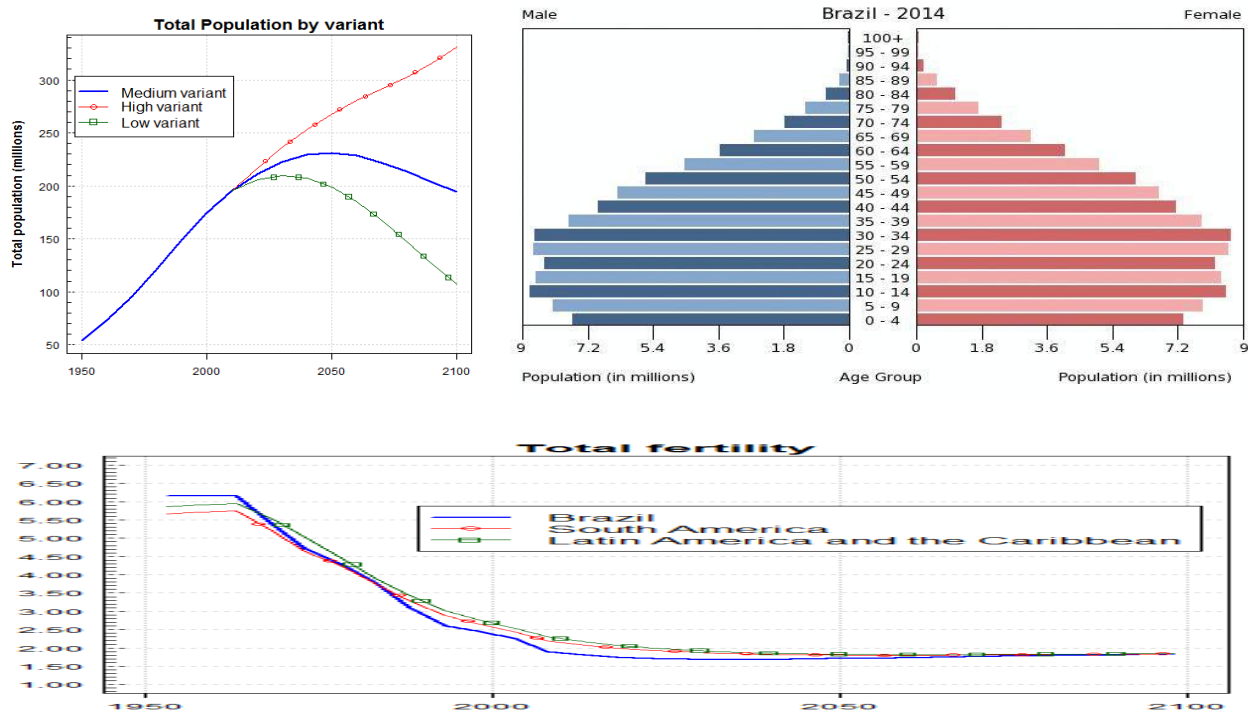 Total Population by variant
Total population (millions)
300
250
200
150
100
50
Medium variant
High variant
Low variant
1950 2000 2050 2100
Male Brazil - 2014 Female
100+
95 - 99
90 - 94
85 - 89
80 - 84
75 - 79
70 - 74
65 - 69
60 - 64
55 - 59
50 - 54
45 - 49
40 - 44
35 - 39
30 - 34
25 - 29
20 - 24
15 - 19
10 - 14
5 - 9
0 - 4
9 7.2 5.4 3.6 1.8 0 0 1.8 3.6 5.4 7.2 9
Population (in millions) Age Group Population (in millions)
Total fertility
7.00
6.50
6.00
5.50
5.00
4.50
4.00
3.50
3.00
2.50
2.00
1.50
1.00
Brazil
South America
Latin America and the Caribbean
1950 2000 2050 2100